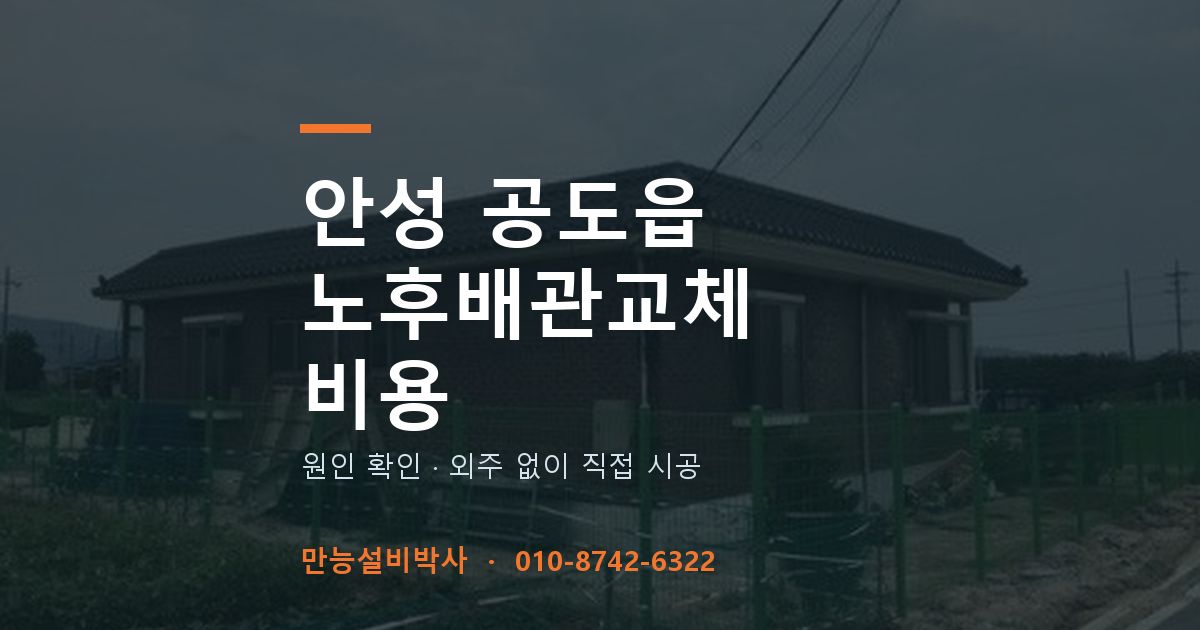 안성 공도읍
노후배관교체
비용
원인 확인 · 외주 없이 직접 시공
만능설비박사 · 010-8742-6322